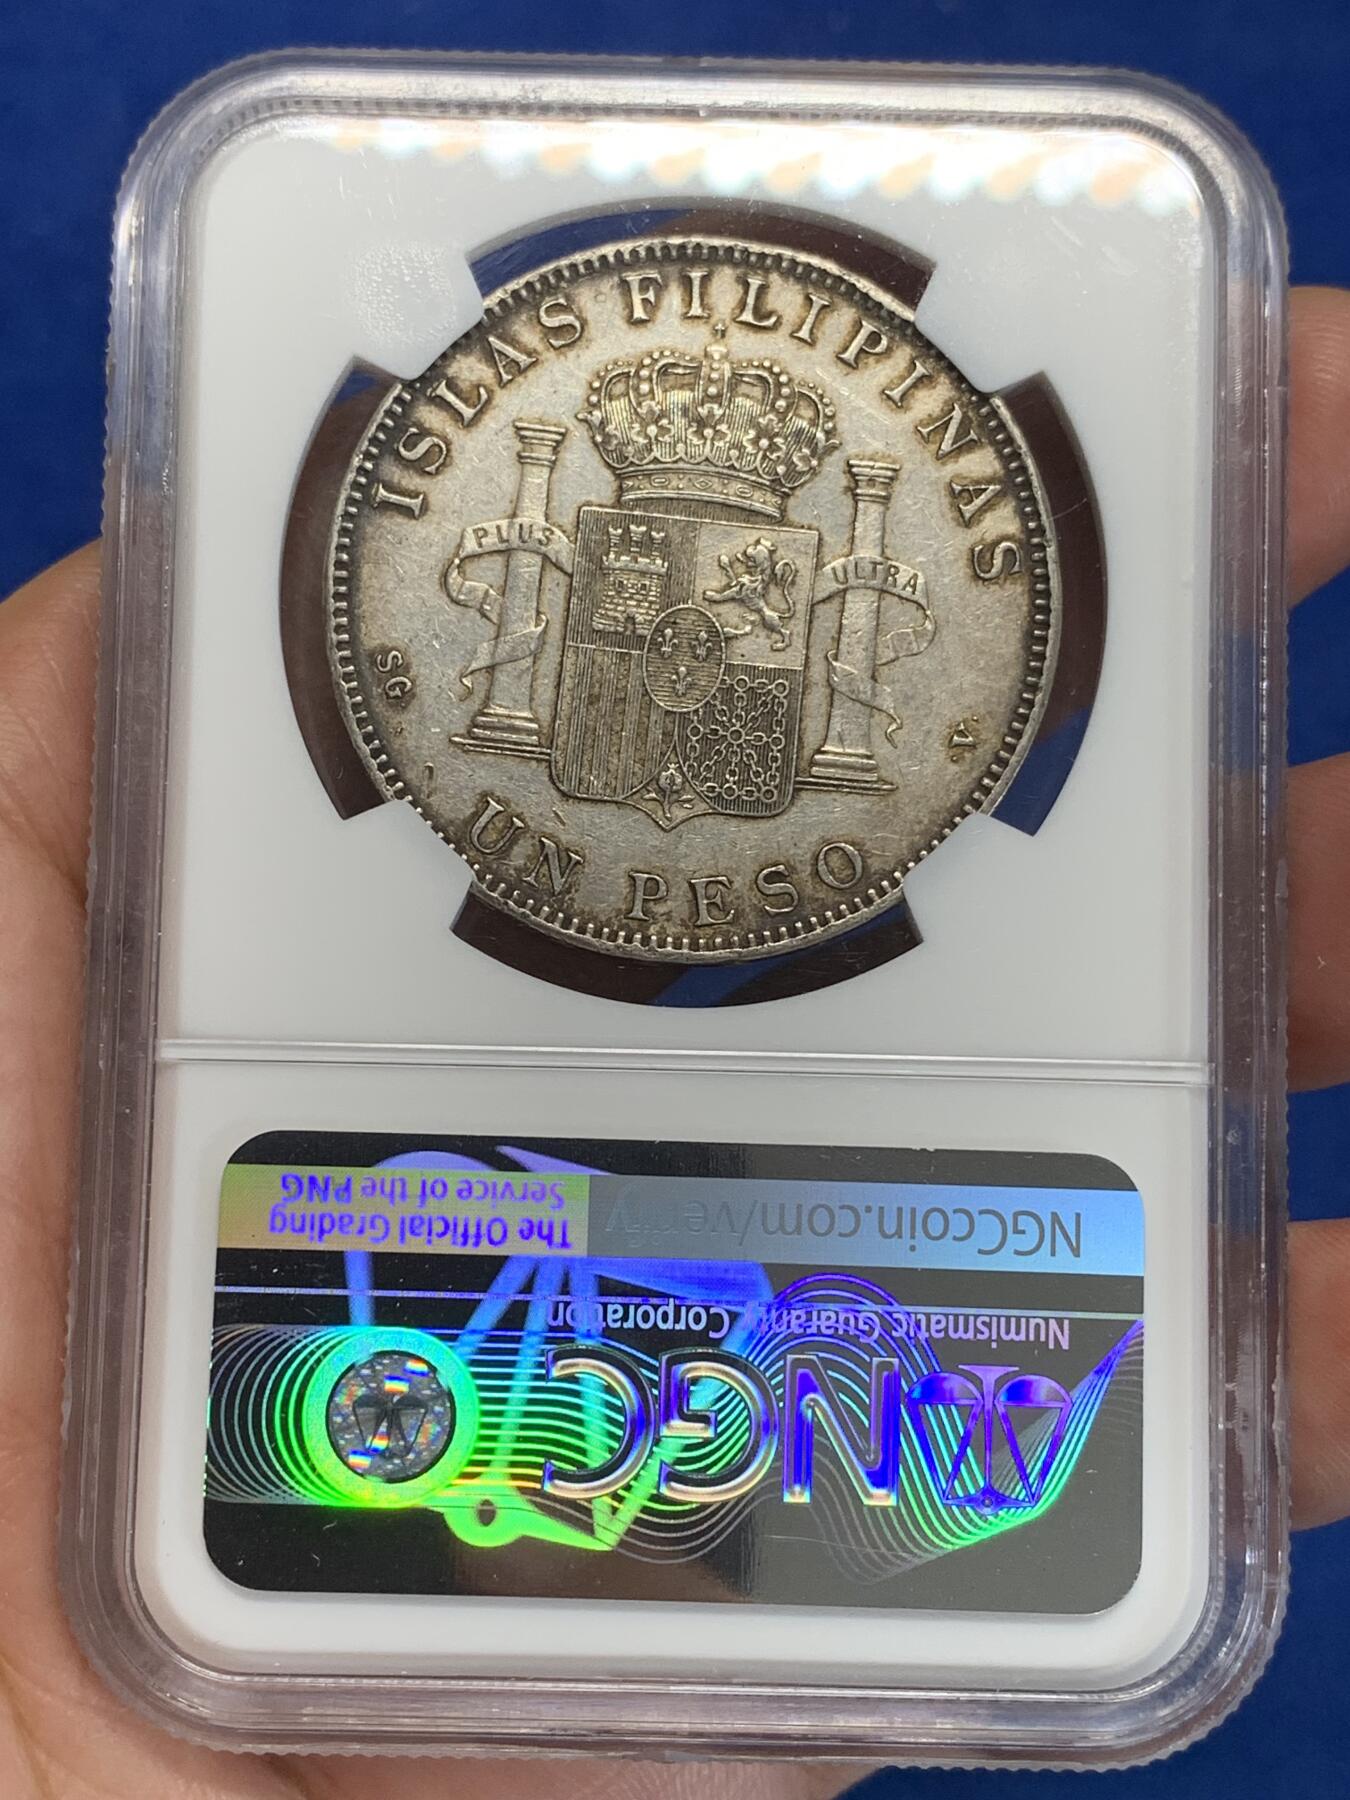 ISLAS FILIPINAS
PLUS
ULTRA
SG
V.
UN PESO
NGC
Numismatic Guaranty Corporation
NGCcoin.com/verify
The Official Grading
Service of the PNG